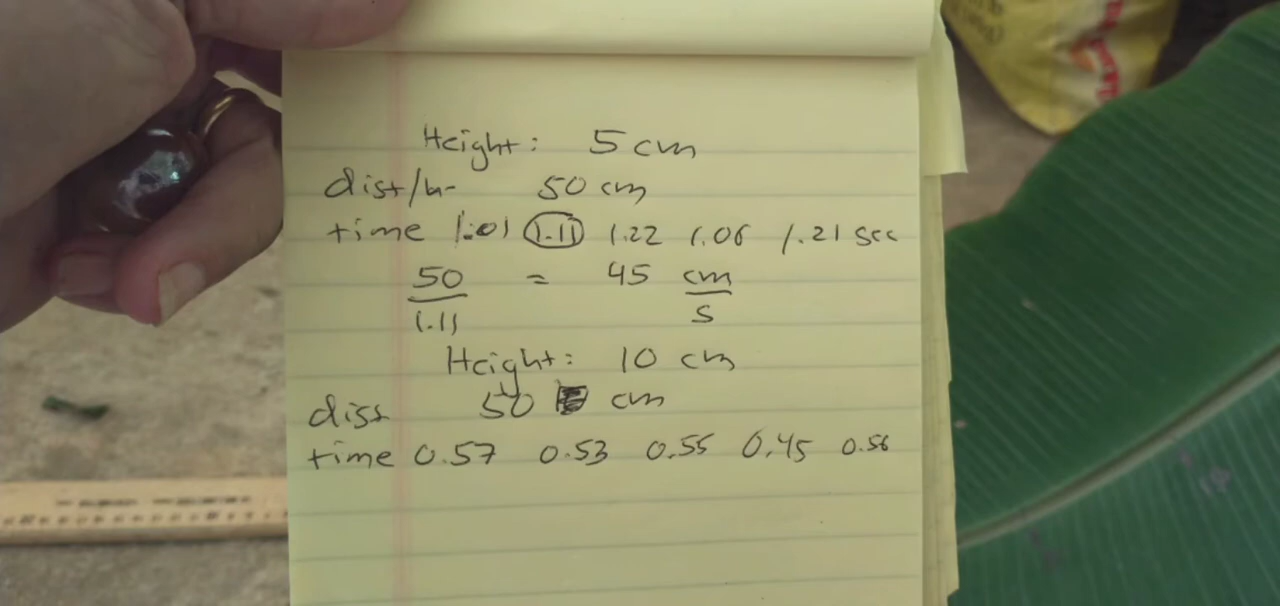 Height: 5 cm
50 cm
time 1.01 1.11 1.22 1.06 1.21 sec
50 = 45 cm
1.11 s
Height: 10 cm
dist 50 cm
time 0.57 0.53 0.55 0.45 0.56